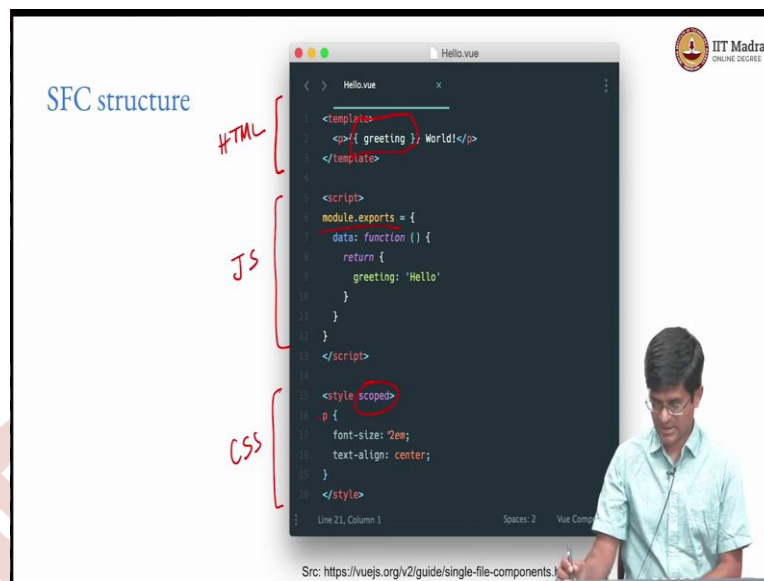 IIT Madra
ONLINE DEGREE
Hello.vue
SFC structure
Hello.vue x
HTML
1 <template>
2 <p>{{ greeting }} World!</p>
3 </template>
4
JS
5 <script>
6 module.exports = {
7 data: function () {
8 return {
9 greeting: 'Hello'
10 }
11 }
12 }
13 </script>
14
CSS
15 <style scoped>
16 p {
17 font-size: 2em;
18 text-align: center;
19 }
20 </style>
Line 21, Column 1 Spaces: 2 Vue Comp
Src: https://vuejs.org/v2/guide/single-file-components.h